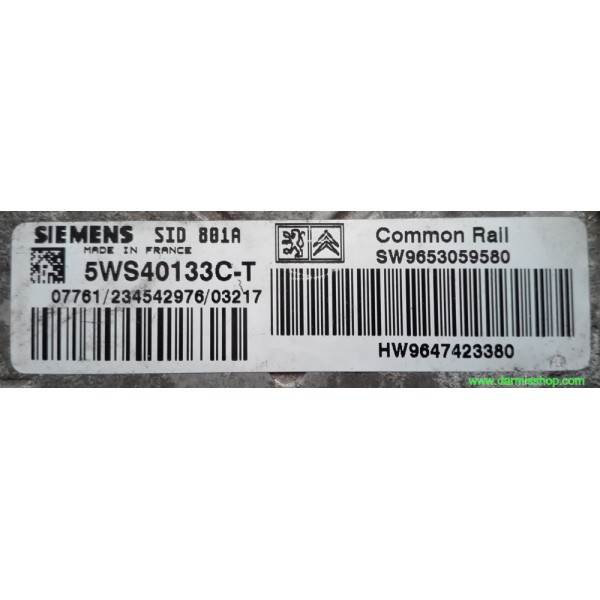 SIEMENS SID 801A
MADE IN FRANCE
5WS40133C-T
07761/234542976/03217
Common Rail
SW9653059580
HW9647423380
www.darmisshop.com